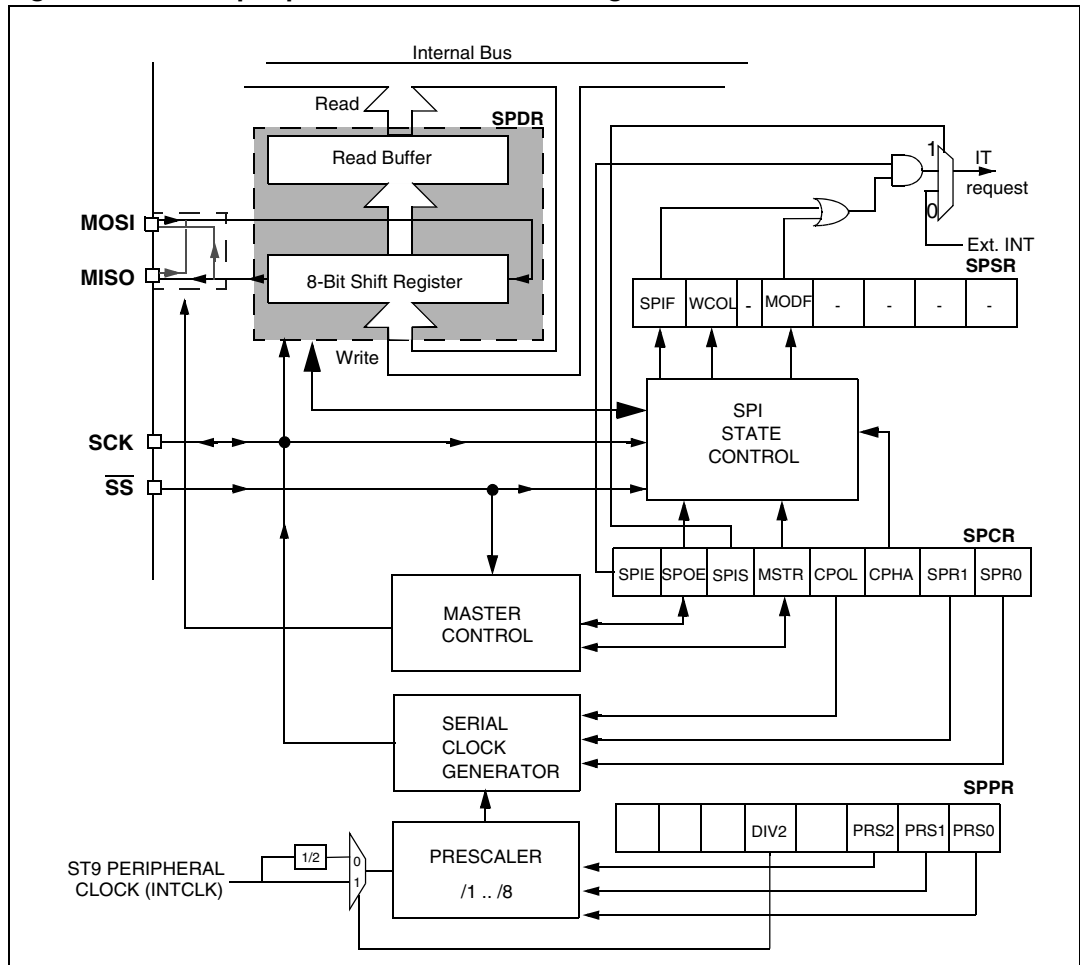 Internal Bus
Read
SPDR
Read Buffer
1
IT
request
MOSI
0
Ext. INT
MISO
8-Bit Shift Register
SPSR
SPIF WCOL - MODF - - - -
Write
SPI
STATE
CONTROL
SCK
SS
SPCR
SPIE SPOE SPIS MSTR CPOL CPHA SPR1 SPR0
MASTER
CONTROL
SERIAL
CLOCK
GENERATOR
SPPR
DIV2 PRS2 PRS1 PRS0
ST9 PERIPHERAL
CLOCK (INTCLK)
1/2
0
1
PRESCALER
/1 .. /8